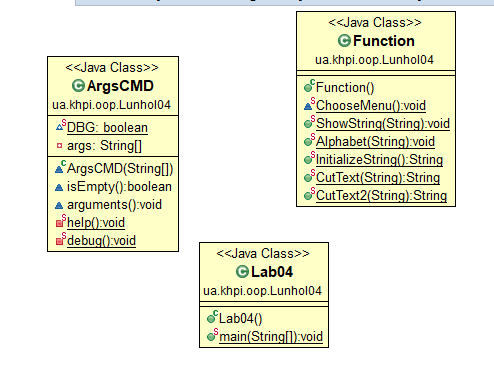 <<Java Class>>
ArgsCMD
ua.khpi.oop.Lunhol04
DBG: boolean
args: String[]
ArgsCMD(String[])
isEmpty():boolean
arguments():void
help():void
debug():void
<<Java Class>>
Function
ua.khpi.oop.Lunhol04
Function()
ChooseMenu():void
ShowString(String):void
Alphabet(String):void
InitializeString():String
CutText(String):String
CutText2(String):String
<<Java Class>>
Lab04
ua.khpi.oop.Lunhol04
Lab04()
main(String[]):void